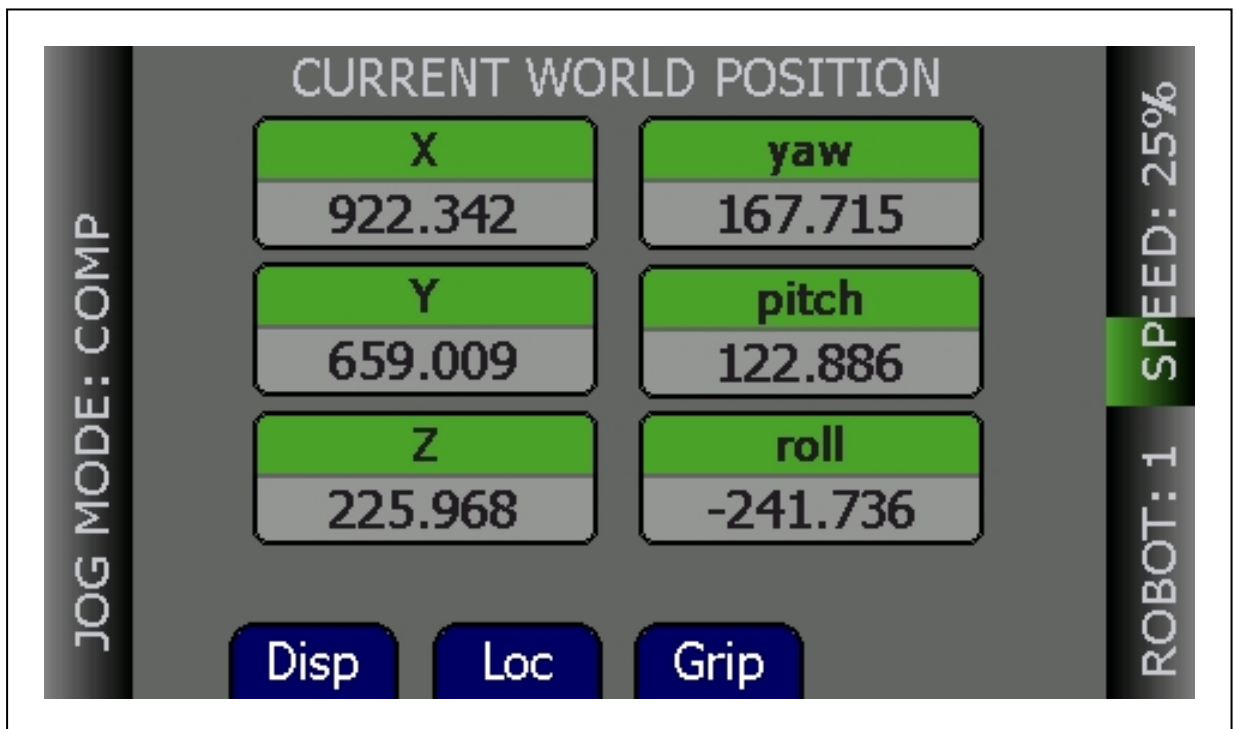 CURRENT WORLD POSITION
X
922.342
yaw
167.715
Y
659.009
pitch
122.886
Z
225.968
roll
-241.736
JOG MODE: COMP
SPEED: 25%
ROBOT: 1
Disp
Loc
Grip